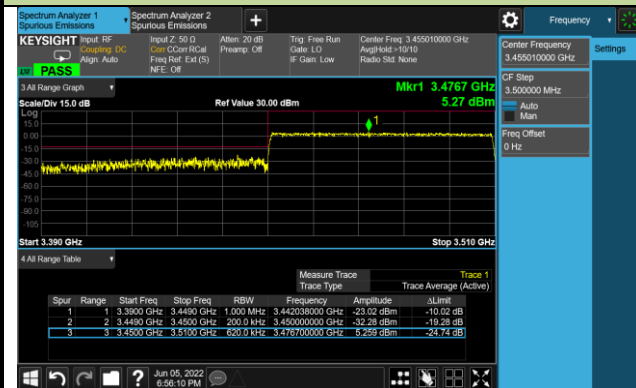 Spectrum Analyzer 1
Spurious Emissions
Spectrum Analyzer 2
Spurious Emissions
+
Frequency
KEYSIGHT
Input: RF
Coupling: DC
Align: Auto
Input Z: 50 Ω
Corr CCorr RCal
Freq Ref: Ext (S)
NFE: Off
Atten: 20 dB
Preamp: Off
Trig: Free Run
Gate: LO
IF Gain: Low
Center Freq: 3.455010000 GHz
Avg|Hold:>10/10
Radio Std: None
PASS
Center Frequency
3.455010000 GHz
Settings
CF Step
3.500000 MHz
Auto
Man
Freq Offset
0 Hz
3 All Range Graph
Mkr1 3.4767 GHz
5.27 dBm
Scale/Div 15.0 dB
Ref Value 30.00 dBm
Log
15.0
0.00
-15.0
-30.0
-45.0
-60.0
-75.0
-90.0
-105
1
Start 3.390 GHz
Stop 3.510 GHz
4 All Range Table
Measure Trace Trace 1
Trace Type Trace Average (Active)
Spur Range Start Freq Stop Freq RBW Frequency Amplitude ΔLimit
1 1 3.3900 GHz 3.4490 GHz 1.000 MHz 3.442038000 GHz -23.02 dBm -10.02 dB
2 2 3.4490 GHz 3.4500 GHz 200.0 kHz 3.450000000 GHz -32.28 dBm -19.28 dB
3 3 3.4500 GHz 3.5100 GHz 620.0 kHz 3.476700000 GHz 5.259 dBm -24.74 dB
?
Jun 05, 2022
6:56:10 PM